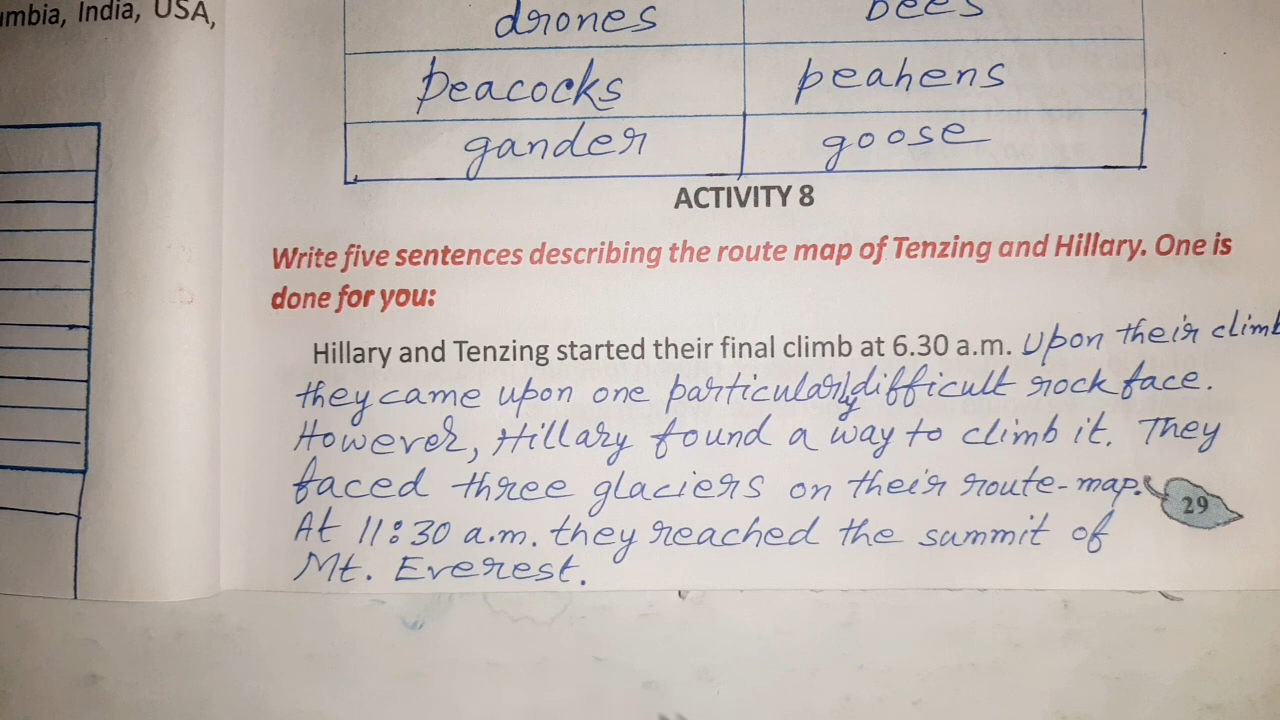 umbia, India, USA,
drones bees
peacocks peahens
gander goose
ACTIVITY 8
Write five sentences describing the route map of Tenzing and Hillary. One is
done for you:
Hillary and Tenzing started their final climb at 6.30 a.m. Upon their climb
they came upon one particularly difficult rock face.
However, Hillary found a way to climb it. They
faced three glaciers on their route-map.
29
At 11:30 a.m. they reached the summit of
Mt. Everest.